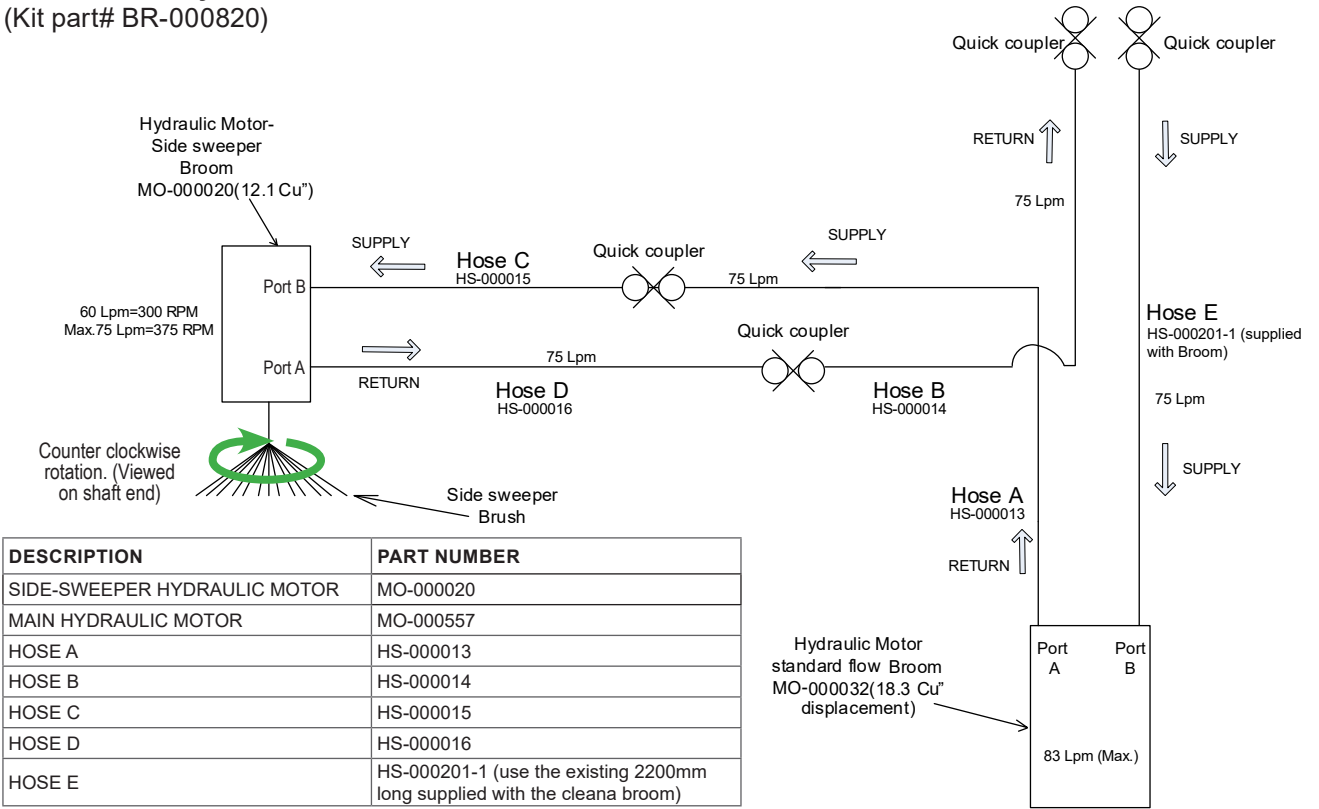 (Kit part# BR-000820)
Quick coupler
Quick coupler
Hydraulic Motor-
Side sweeper
Broom
MO-000020(12.1 Cu”)
RETURN
SUPPLY
75 Lpm
SUPPLY
Hose C
HS-000015
Quick coupler
SUPPLY
75 Lpm
Port B
60 Lpm=300 RPM
Max.75 Lpm=375 RPM
Quick coupler
Hose E
HS-000201-1 (supplied
with Broom)
Port A
RETURN
75 Lpm
Hose D
HS-000016
Hose B
HS-000014
75 Lpm
Counter clockwise
rotation. (Viewed
on shaft end)
Side sweeper
Brush
SUPPLY
Hose A
HS-000013
RETURN
DESCRIPTION PART NUMBER
SIDE-SWEEPER HYDRAULIC MOTOR MO-000020
MAIN HYDRAULIC MOTOR MO-000557
HOSE A HS-000013
HOSE B HS-000014
HOSE C HS-000015
HOSE D HS-000016
HOSE E HS-000201-1 (use the existing 2200mm
long supplied with the cleana broom)
Hydraulic Motor
standard flow Broom
MO-000032(18.3 Cu”
displacement)
Port
A
Port
B
83 Lpm (Max.)